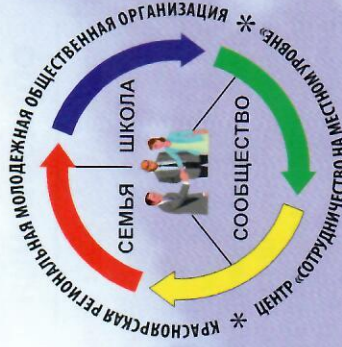 КРАСНОЯРСКАЯ РЕГИОНАЛЬНАЯ МОЛОДЕЖНАЯ ОБЩЕСТВЕННАЯ ОРГАНИЗАЦИЯ
* ЦЕНТР «СОТРУДНИЧЕСТВО НА МЕСТНОМ УРОВНЕ» *
СЕМЬЯ ШКОЛА
СООБЩЕСТВО